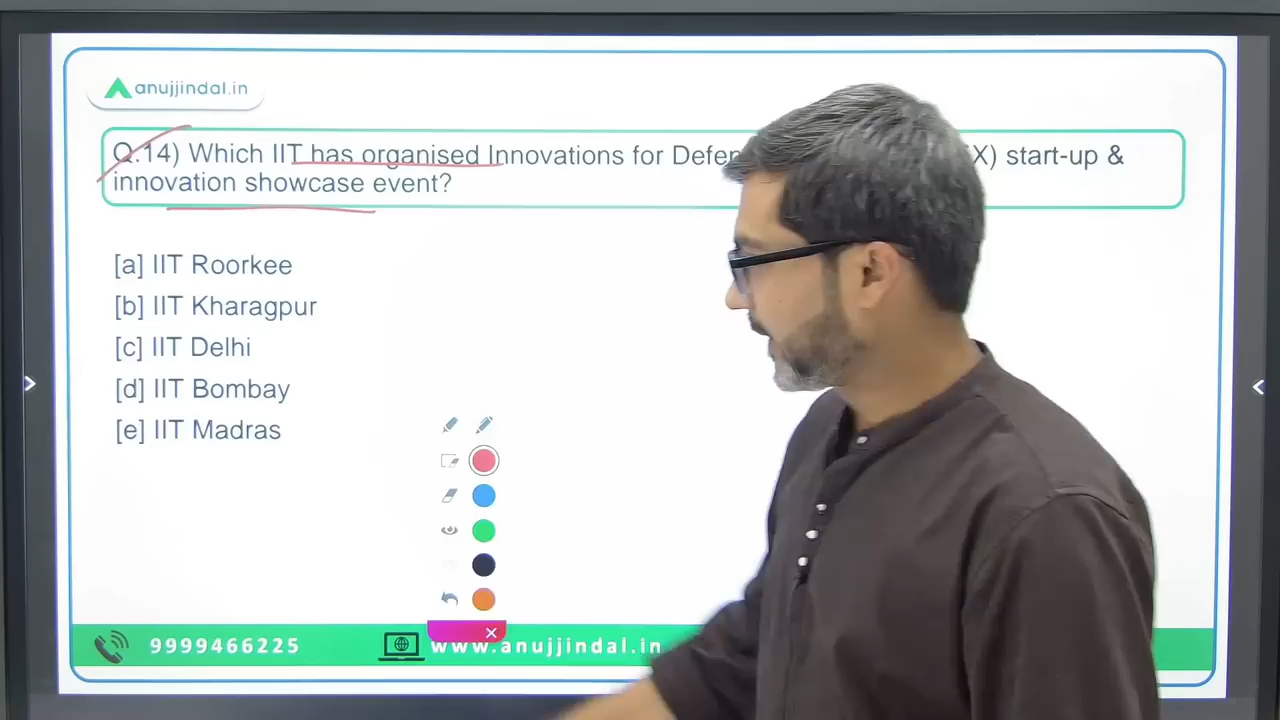 anujjindal.in
Q.14) Which IIT has organised Innovations for X) start-up &
innovation showcase event?
[a] IIT Roorkee
[b] IIT Kharagpur
[c] IIT Delhi
[d] IIT Bombay
[e] IIT Madras
9999466225 www.anujjindal.in